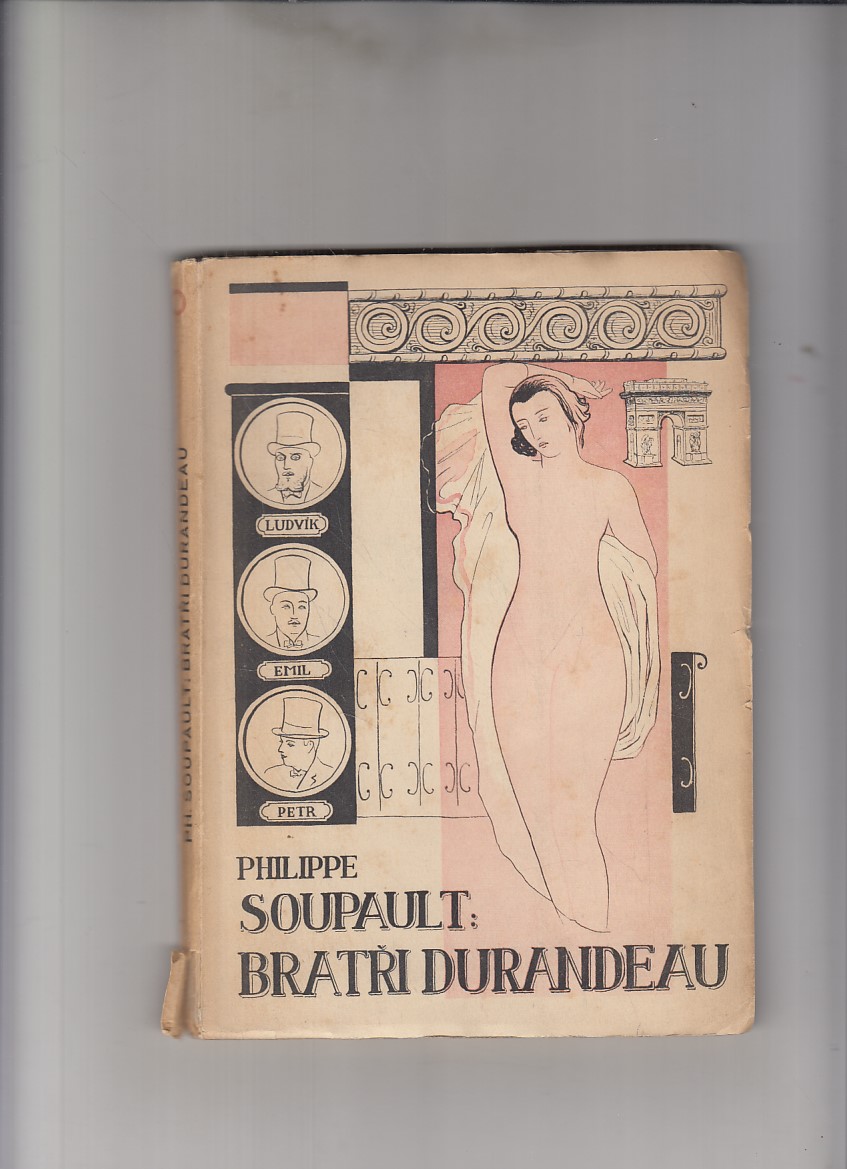 LUDVÍK
EMIL
PETR
PHILIPPE
SOUPAULT:
BRATŘI DURANDEAU
PH. SOUPAULT: BRATŘI DURANDEAU